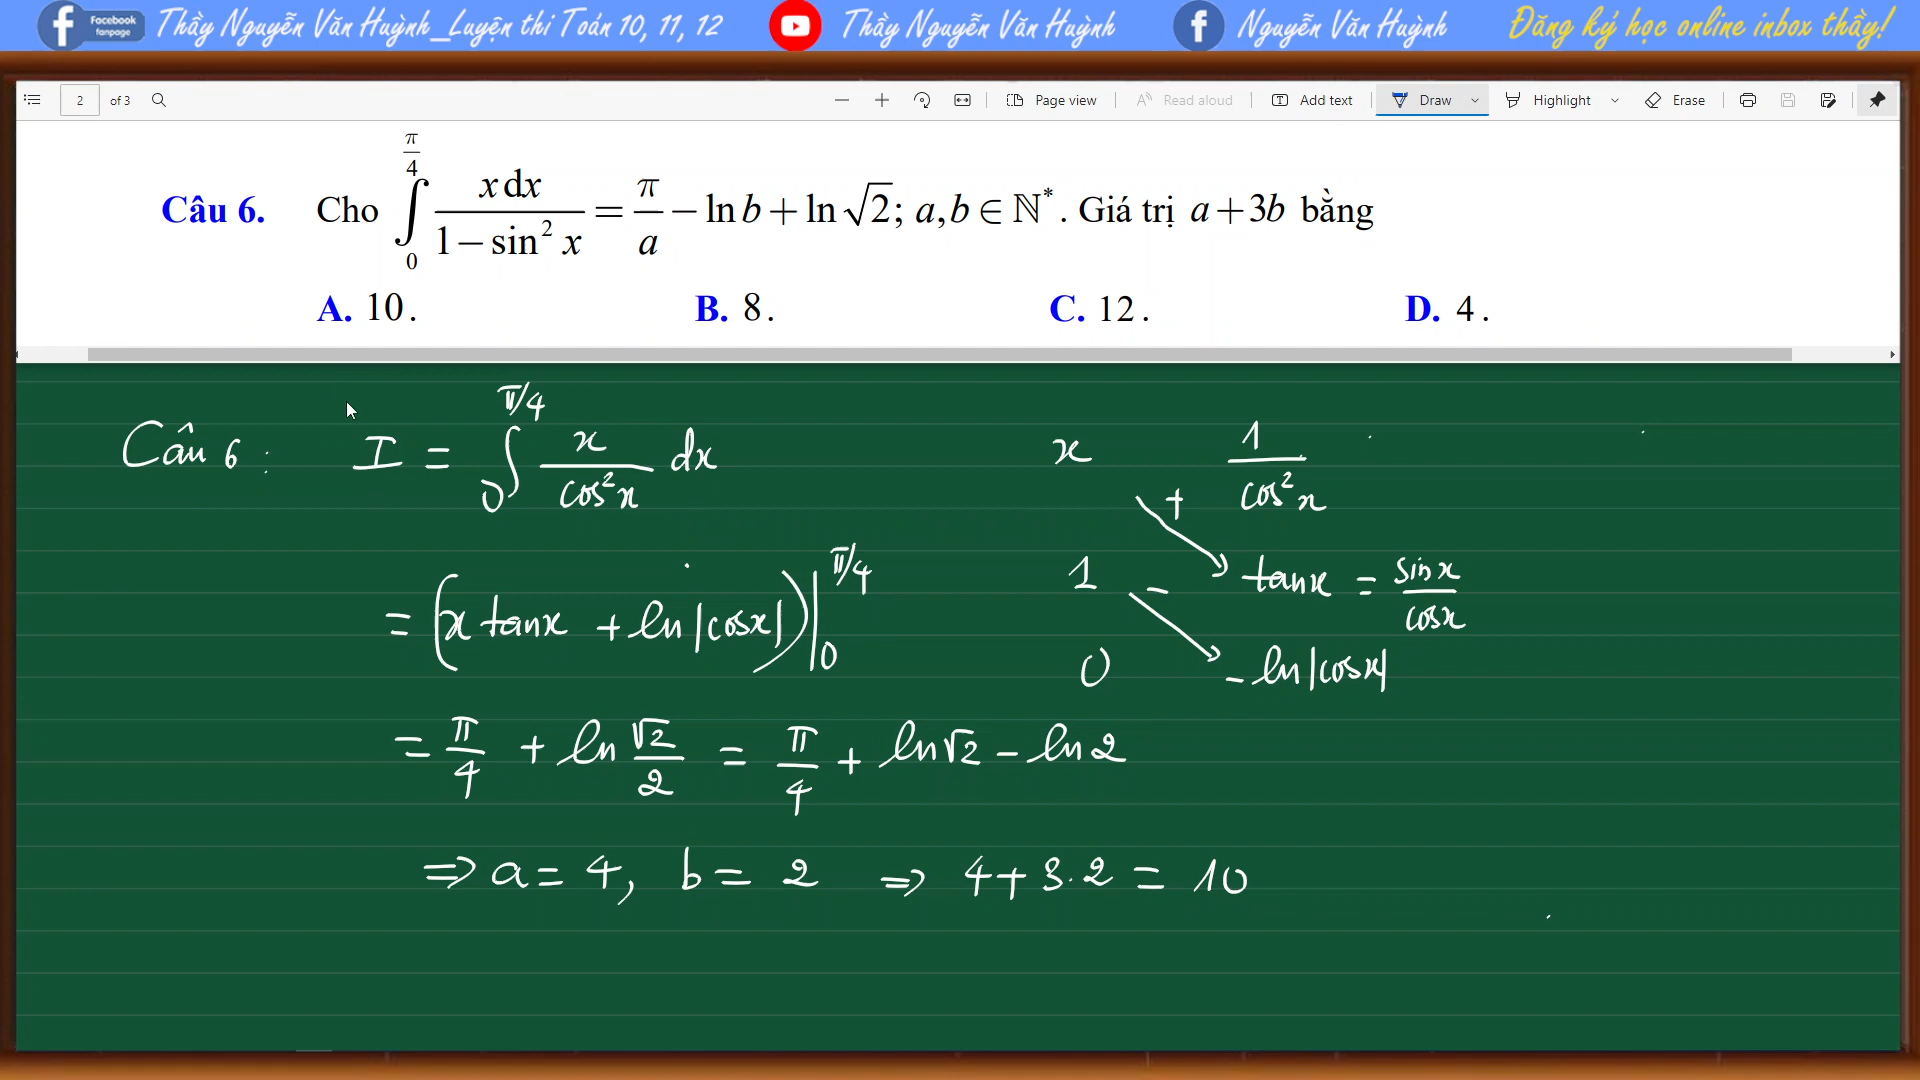 Facebook fanpage Thầy Nguyễn Văn Huỳnh_Luyện thi Toán 10, 11, 12 Thầy Nguyễn Văn Huỳnh f Nguyễn Văn Huỳnh Đăng ký học online inbox thầy!
2 of 3 Page view Read aloud Add text Draw Highlight Erase
Câu 6. Cho ∫_0^{π/4} x dx / (1 − sin² x) = π/a − ln b + ln √2; a, b ∈ ℕ*. Giá trị a + 3b bằng
A. 10. B. 8. C. 12. D. 4.
Câu 6 : I = ∫_0^{π/4} x/cos²x dx x 1/cos²x
+
1 − tanx = sinx/cosx
= (x tanx + ln|cosx|)|_0^{π/4}
0 − ln|cosx|
= π/4 + ln √2/2 = π/4 + ln√2 − ln2
⇒ a = 4, b = 2 ⇒ 4 + 3.2 = 10